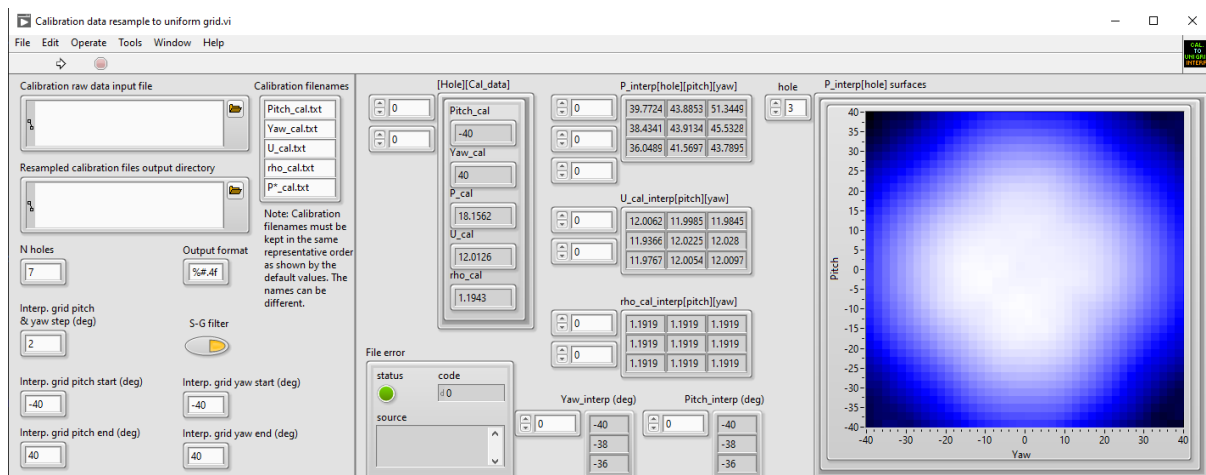 Calibration data resample to uniform grid.vi
File Edit Operate Tools Window Help
CAL
TO
UNI-GRID
INTERP
Calibration raw data input file
Resampled calibration files output directory
N holes
7
Output format
%#.4f
Interp. grid pitch
& yaw step (deg)
2
S-G filter
Interp. grid pitch start (deg)
-40
Interp. grid yaw start (deg)
-40
Interp. grid pitch end (deg)
40
Interp. grid yaw end (deg)
40
Calibration filenames
Pitch_cal.txt
Yaw_cal.txt
U_cal.txt
rho_cal.txt
P*_cal.txt
Note: Calibration
filenames must be
kept in the same
representative order
as shown by the
default values. The
names can be
different.
[Hole][Cal_data]
0
0
Pitch_cal
-40
Yaw_cal
40
P_cal
18.1562
U_cal
12.0126
rho_cal
1.1943
File error
status
code
d 0
source
P_interp[hole][pitch][yaw]
0
0
0
39.7724 43.8853 51.3449
38.4341 43.9134 45.5328
36.0489 41.5697 43.7895
U_cal_interp[pitch][yaw]
0
0
12.0062 11.9985 11.9845
11.9366 12.0225 12.028
11.9767 12.0054 12.0097
rho_cal_interp[pitch][yaw]
0
0
1.1919 1.1919 1.1919
1.1919 1.1919 1.1919
1.1919 1.1919 1.1919
Yaw_interp (deg)
0
-40
-38
-36
Pitch_interp (deg)
0
-40
-38
-36
hole
3
P_interp[hole] surfaces
Pitch
40
35
30
25
20
15
10
5
0
-5
-10
-15
-20
-25
-30
-35
-40
-40 -30 -20 -10 0 10 20 30 40
Yaw